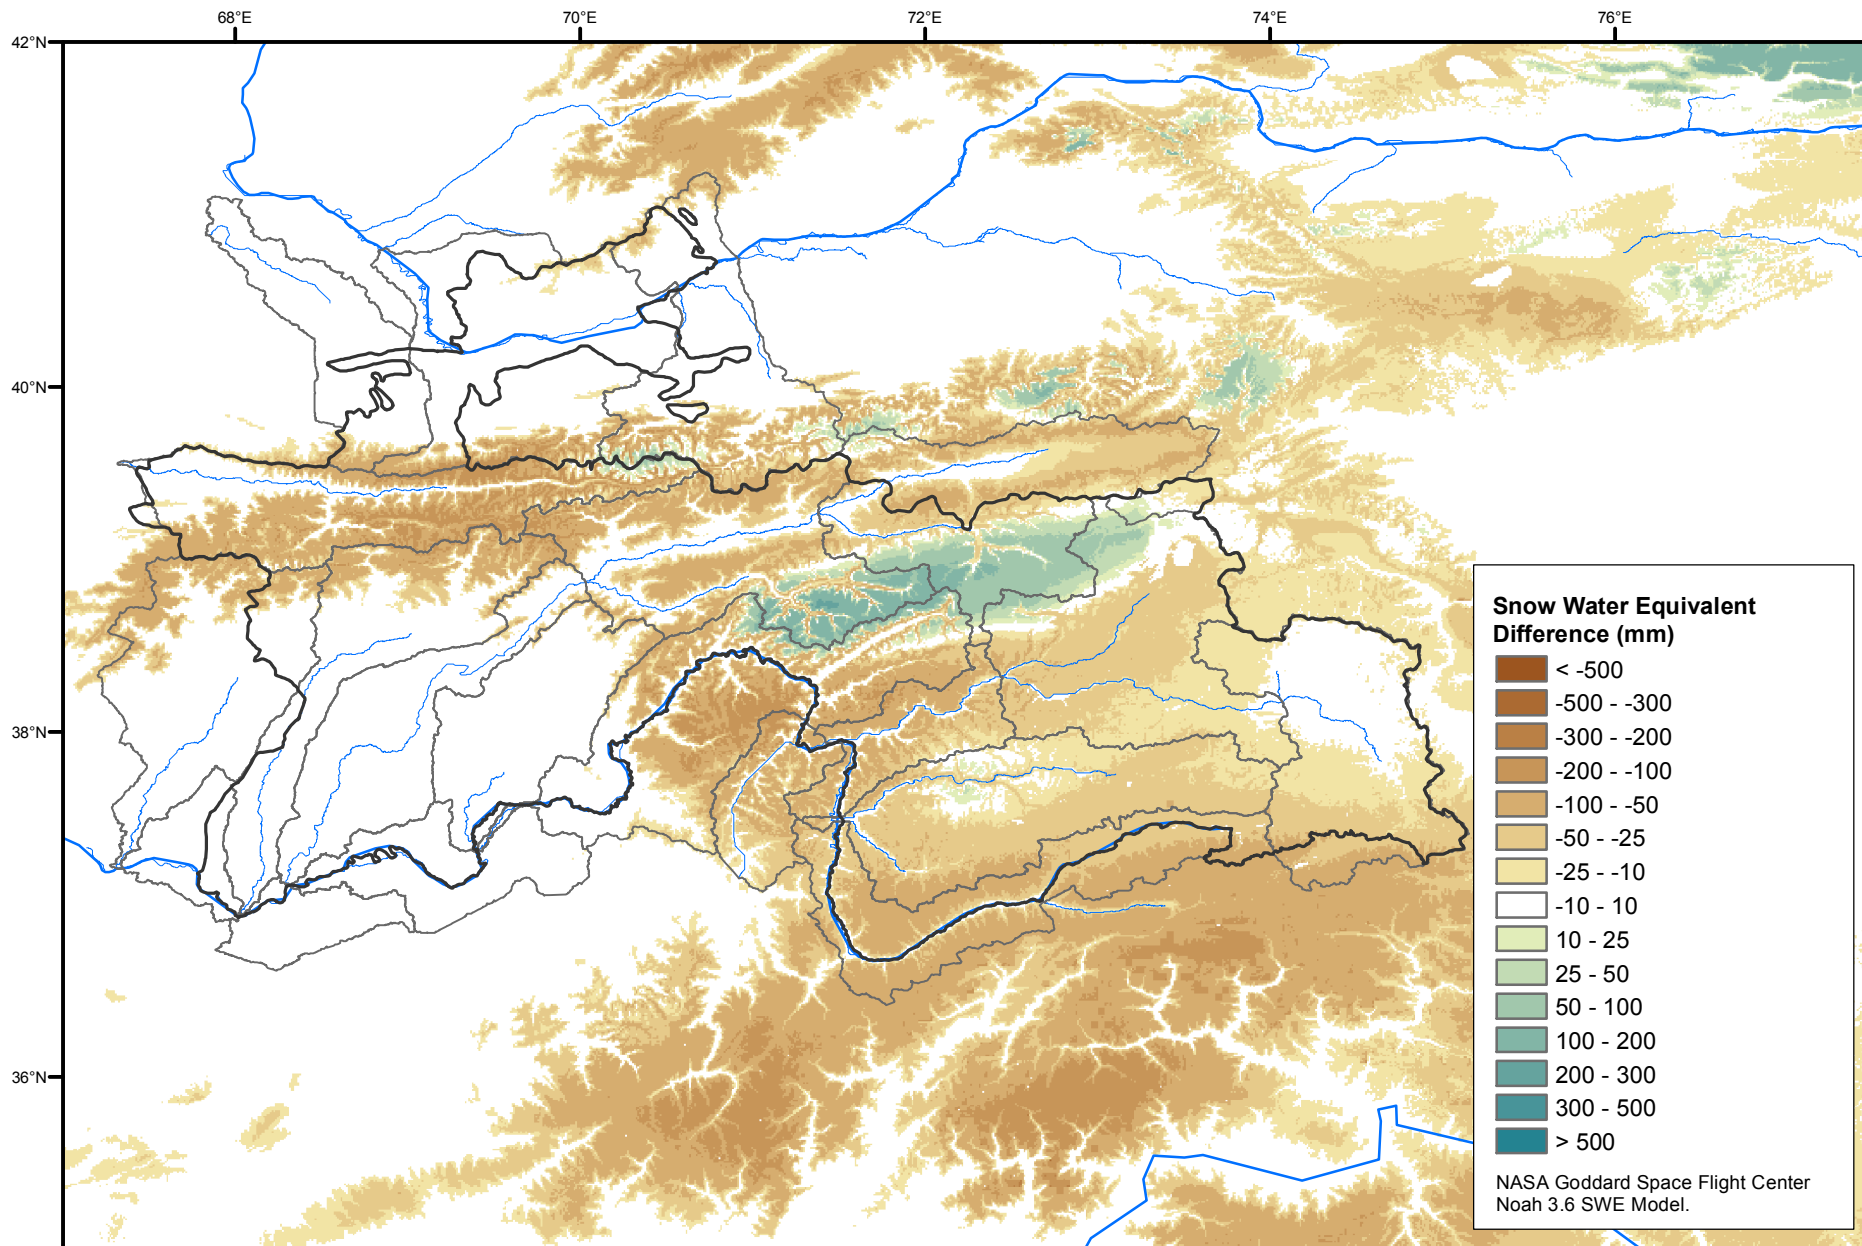 68°E
70°E
72°E
74°E
76°E
42°N
40°N
38°N
36°N
Snow Water Equivalent
Difference (mm)
< -500
-500 - -300
-300 - -200
-200 - -100
-100 - -50
-50 - -25
-25 - -10
-10 - 10
10 - 25
25 - 50
50 - 100
100 - 200
200 - 300
300 - 500
> 500
NASA Goddard Space Flight Center
Noah 3.6 SWE Model.